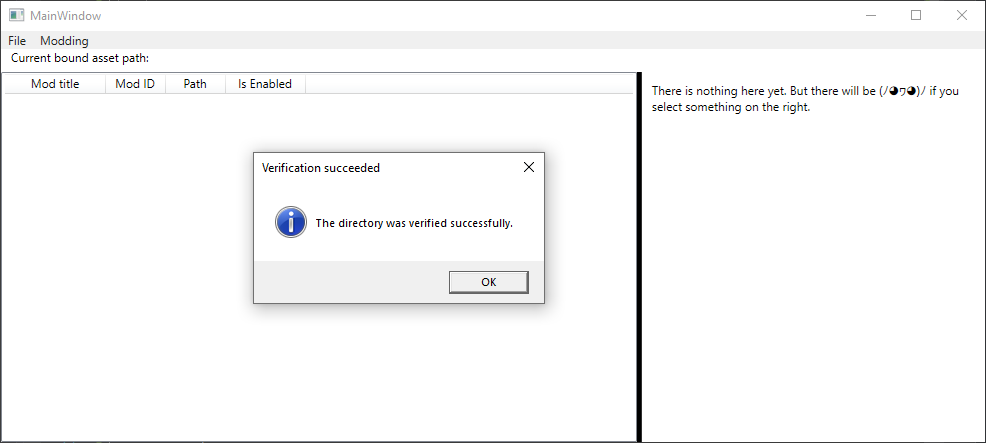 MainWindow
File Modding
Current bound asset path:
Mod title Mod ID Path Is Enabled
There is nothing here yet. But there will be (ﾉ◕ヮ◕)ﾉ if you
select something on the right.
Verification succeeded
The directory was verified successfully.
OK